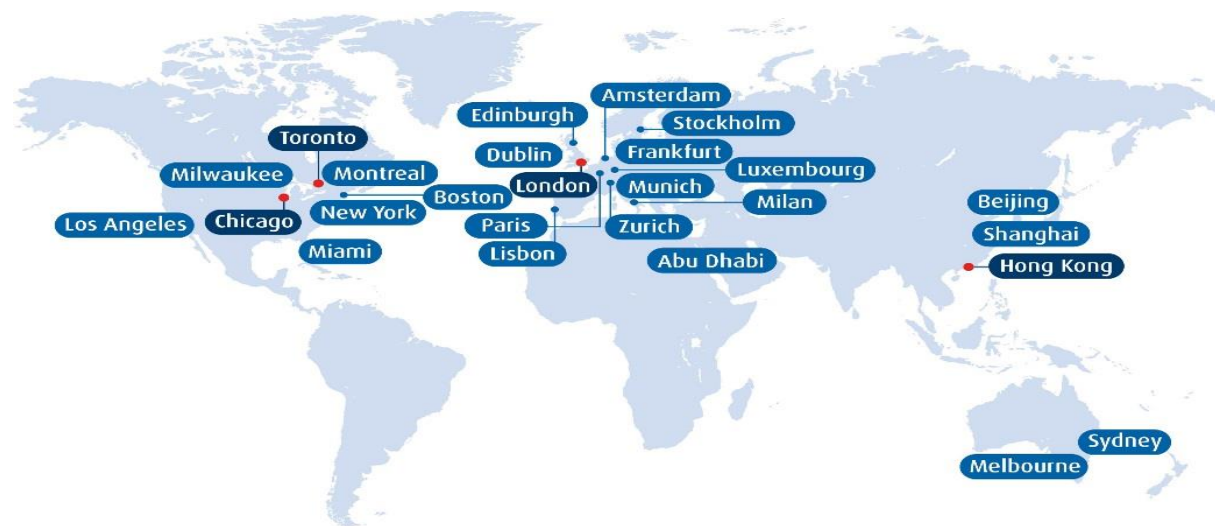 Toronto
Milwaukee
Montreal
Los Angeles
Chicago
New York
Boston
Miami
Edinburgh
Amsterdam
Stockholm
Dublin
Frankfurt
London
Luxembourg
Munich
Milan
Paris
Zurich
Lisbon
Abu Dhabi
Beijing
Shanghai
Hong Kong
Sydney
Melbourne